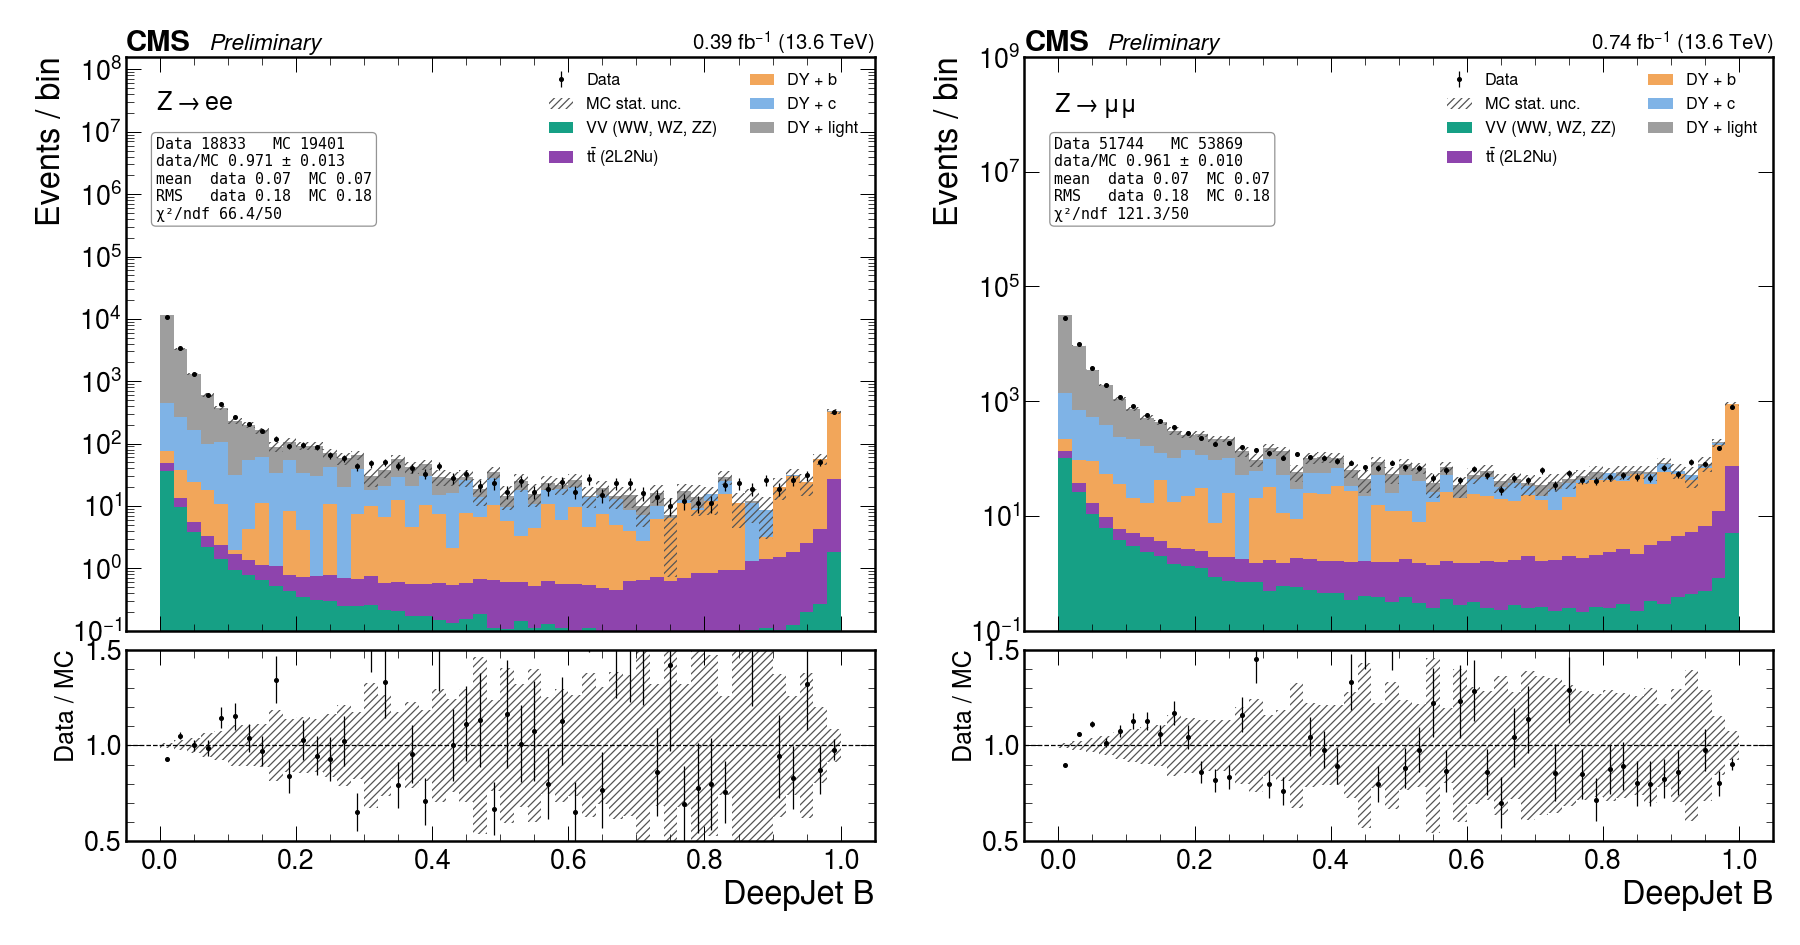 CMS Preliminary 0.39 fb⁻¹ (13.6 TeV)
Events / bin
10⁸
10⁷
10⁶
10⁵
10⁴
10³
10²
10¹
10⁰
10⁻¹
Z → ee
Data 18833 MC 19401
data/MC 0.971 ± 0.013
mean data 0.07 MC 0.07
RMS data 0.18 MC 0.18
χ²/ndf 66.4/50
Data
MC stat. unc.
VV (WW, WZ, ZZ)
tt̄ (2L2Nu)
DY + b
DY + c
DY + light
Data / MC
1.5
1.0
0.5
0.0 0.2 0.4 0.6 0.8 1.0
DeepJet B
CMS Preliminary 0.74 fb⁻¹ (13.6 TeV)
Events / bin
10⁹
10⁷
10⁵
10³
10¹
10⁻¹
Z → μμ
Data 51744 MC 53869
data/MC 0.961 ± 0.010
mean data 0.07 MC 0.07
RMS data 0.18 MC 0.18
χ²/ndf 121.3/50
Data
MC stat. unc.
VV (WW, WZ, ZZ)
tt̄ (2L2Nu)
DY + b
DY + c
DY + light
Data / MC
1.5
1.0
0.5
0.0 0.2 0.4 0.6 0.8 1.0
DeepJet B